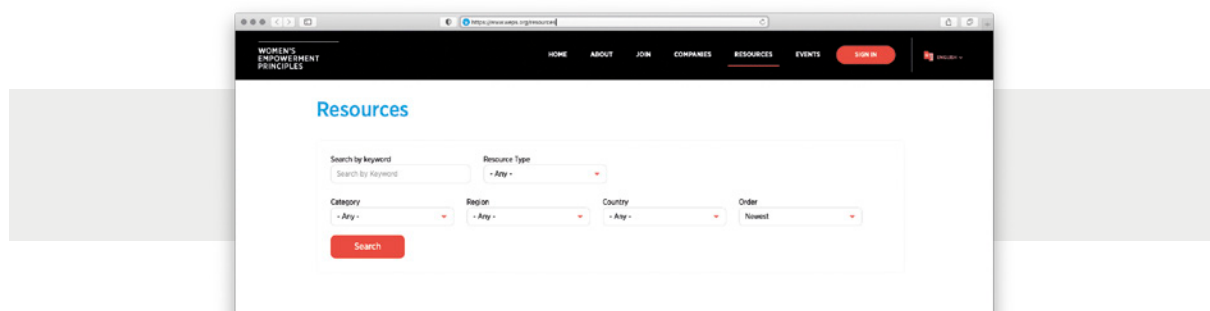 https://www.weps.org/resources
WOMEN'S
EMPOWERMENT
PRINCIPLES
HOME ABOUT JOIN COMPANIES RESOURCES EVENTS SIGN IN ENGLISH
Resources
Search by keyword Resource Type
Search by Keyword - Any -
Category Region Country Order
- Any - - Any - - Any - Newest
Search